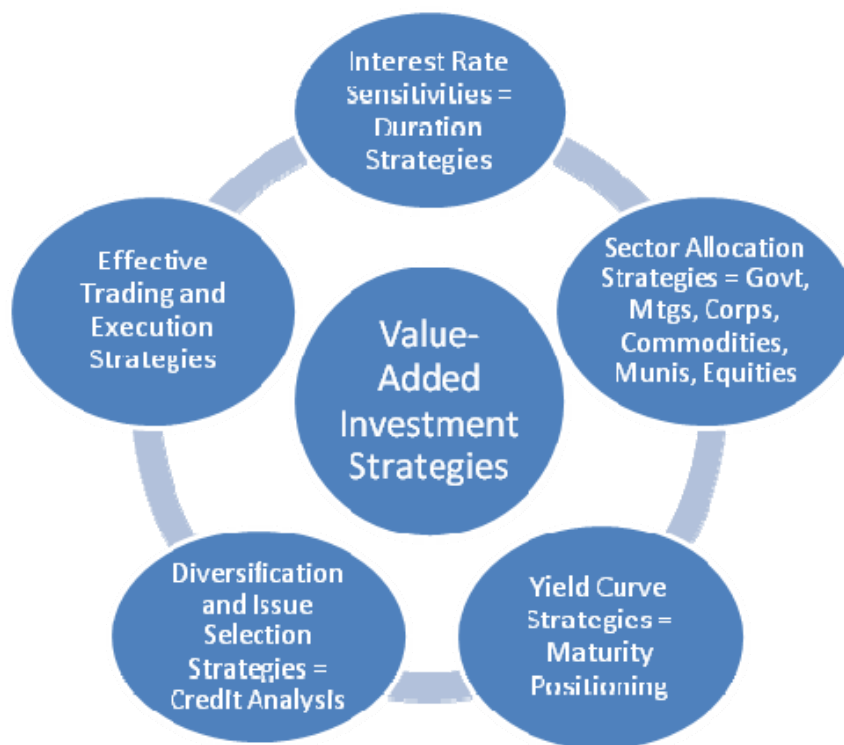 Interest Rate
Sensitivities =
Duration
Strategies
Sector Allocation
Strategies = Govt,
Mtgs, Corps,
Commodities,
Munis, Equities
Yield Curve
Strategies =
Maturity
Positioning
Diversification
and Issue
Selection
Strategies =
Credit Analysis
Effective
Trading and
Execution
Strategies
Value-
Added
Investment
Strategies